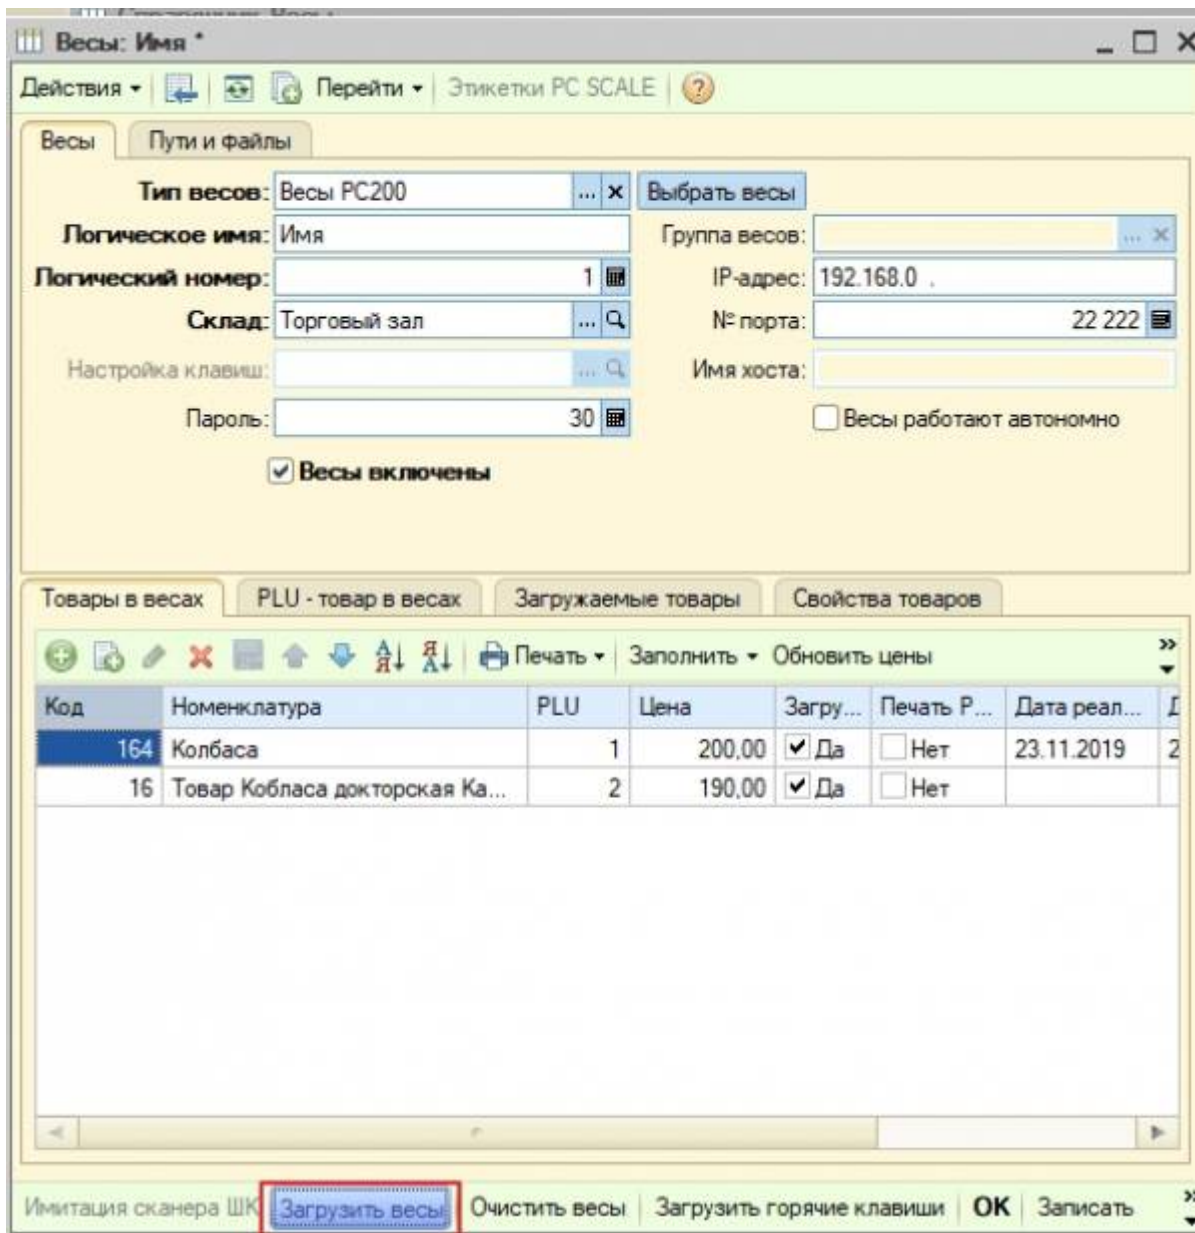 Весы: Имя *
Действия Перейти Этикетки PC SCALE ?
Весы Пути и файлы
Тип весов: Весы PC200 ... x Выбрать весы
Логическое имя: Имя Группа весов: ... x
Логический номер: 1 IP-адрес: 192.168.0 .
Склад: Торговый зал ... № порта: 22 222
Настройка клавиш: ... Имя хоста:
Пароль: 30 Весы работают автономно
Весы включены
Товары в весах PLU - товар в весах Загружаемые товары Свойства товаров
Печать Заполнить Обновить цены
Код Номенклатура PLU Цена Загру... Печать Р... Дата реал...
164 Колбаса 1 200,00 Да Нет 23.11.2019 2
16 Товар Кобласа докторская Ка... 2 190,00 Да Нет
Имитация сканера ШК Загрузить весы Очистить весы Загрузить горячие клавиши OK Записать